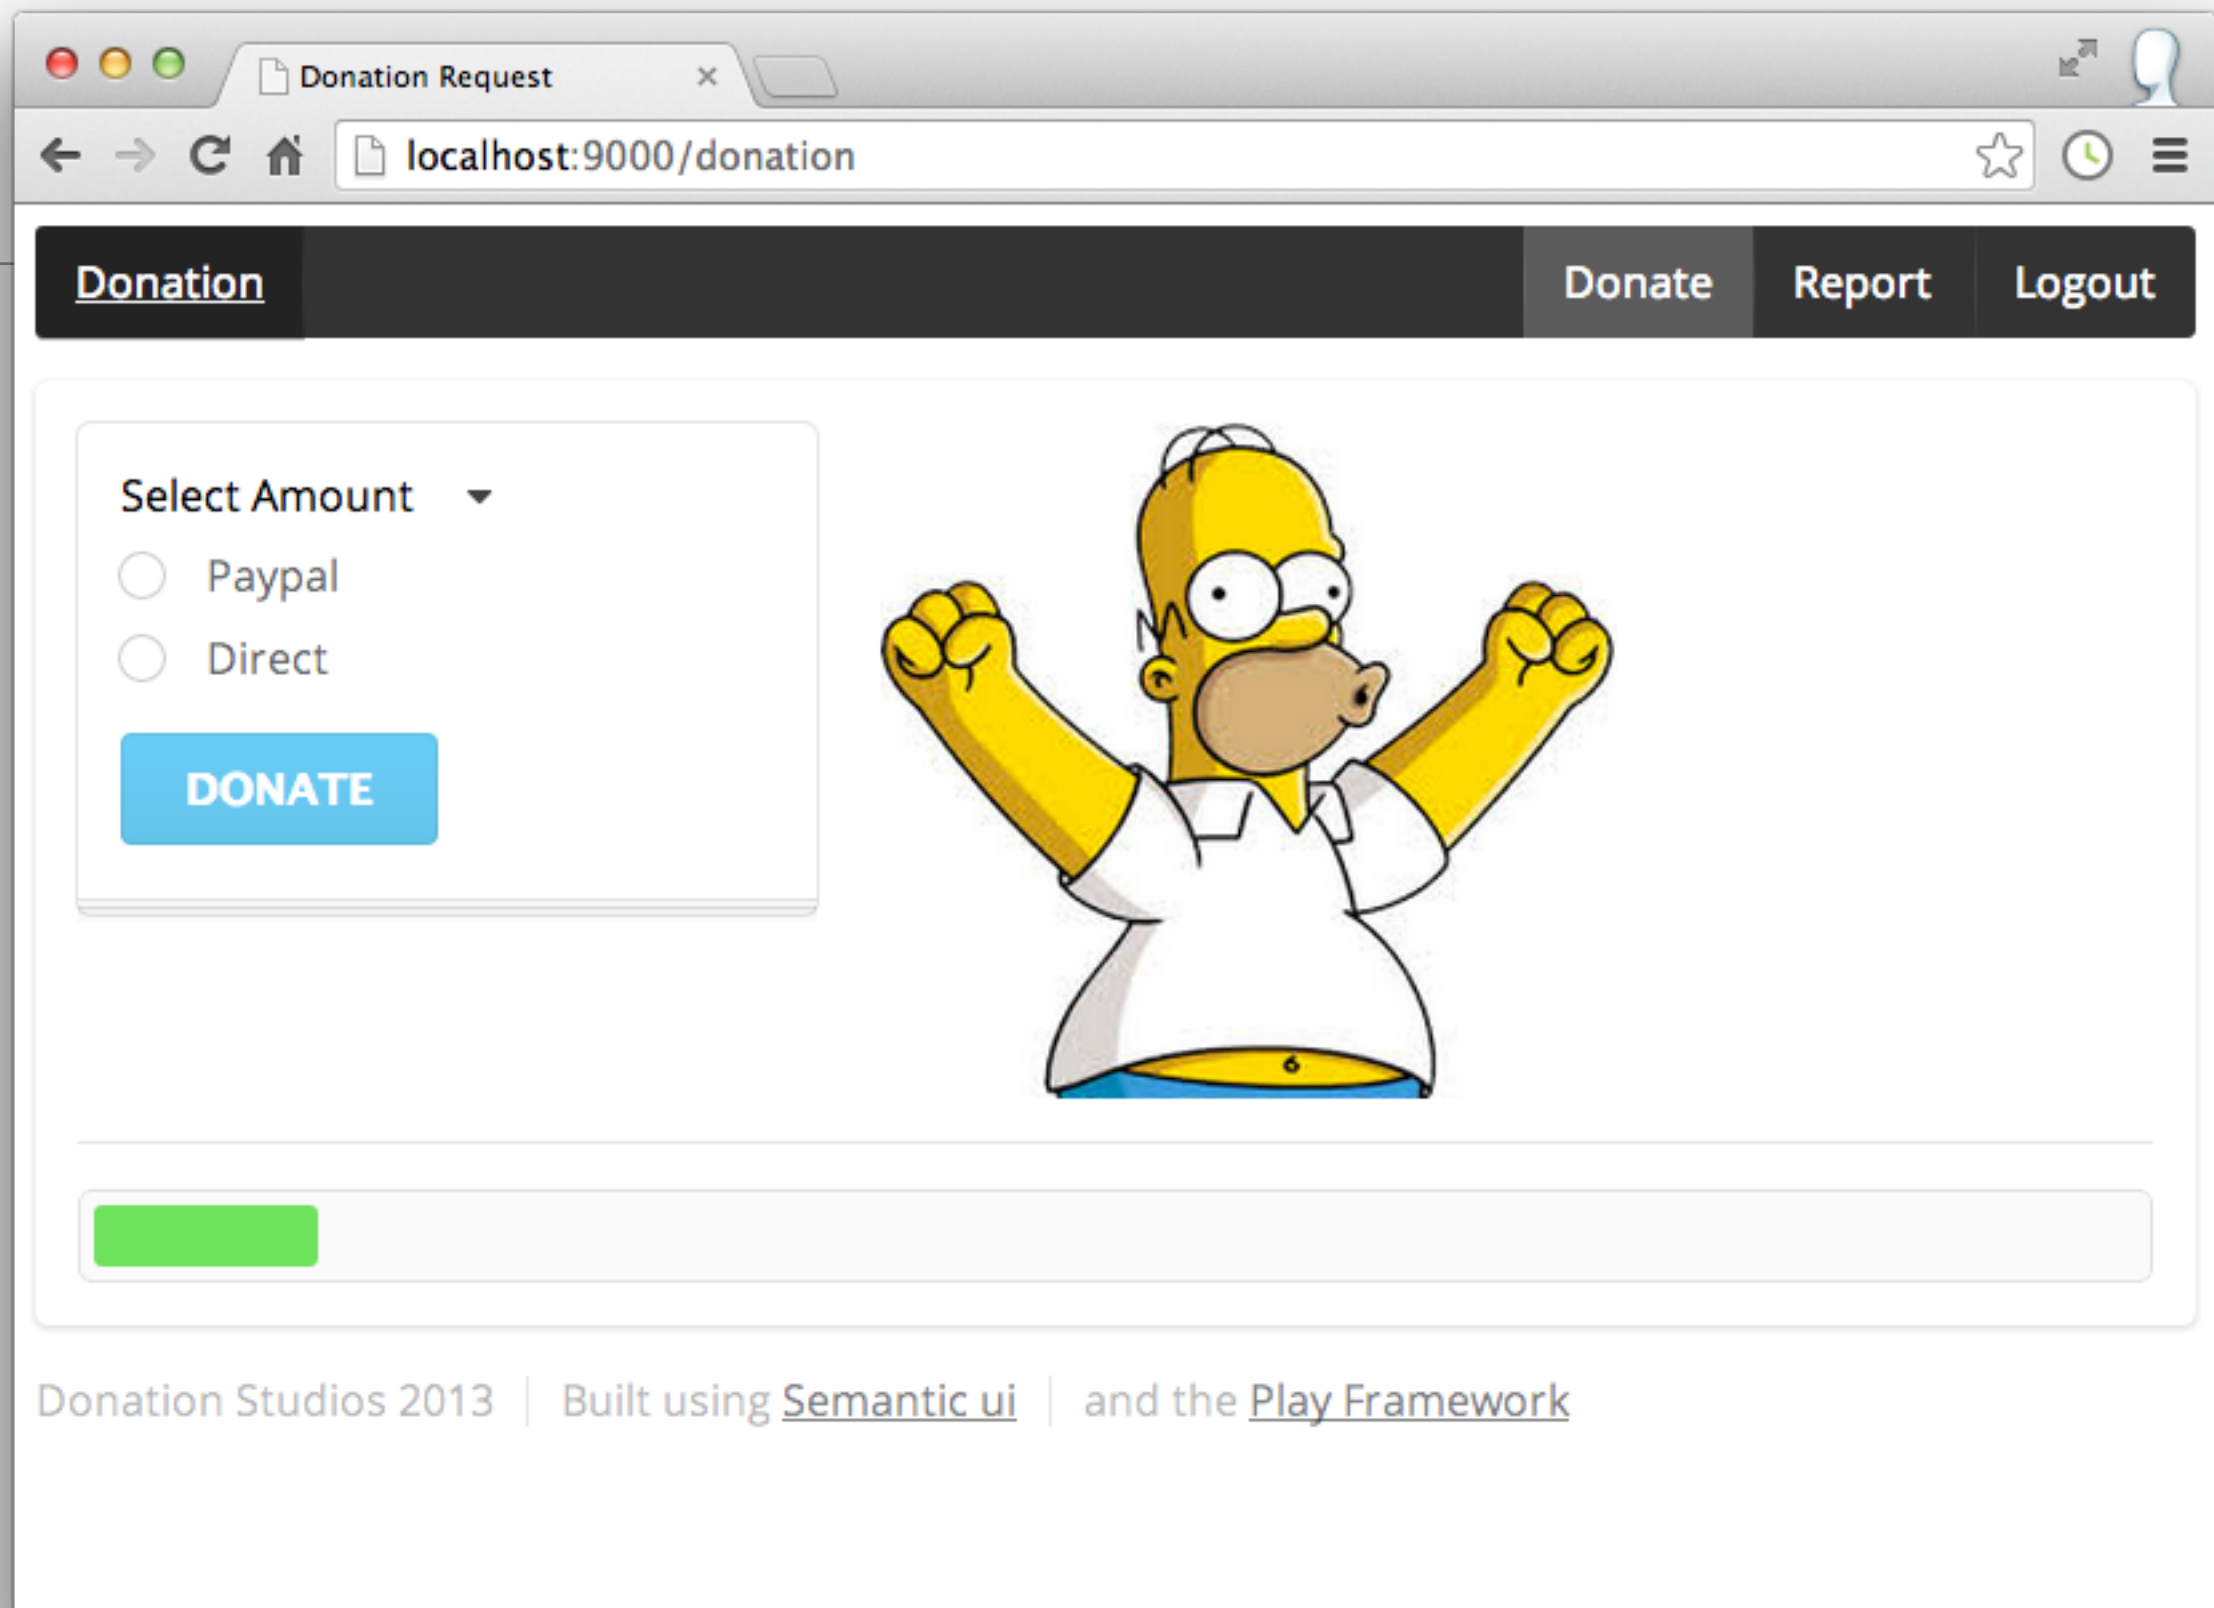 Donation Request
localhost:9000/donation
Donation Donate Report Logout
Select Amount
Paypal
Direct
DONATE
Donation Studios 2013 Built using Semantic ui and the Play Framework